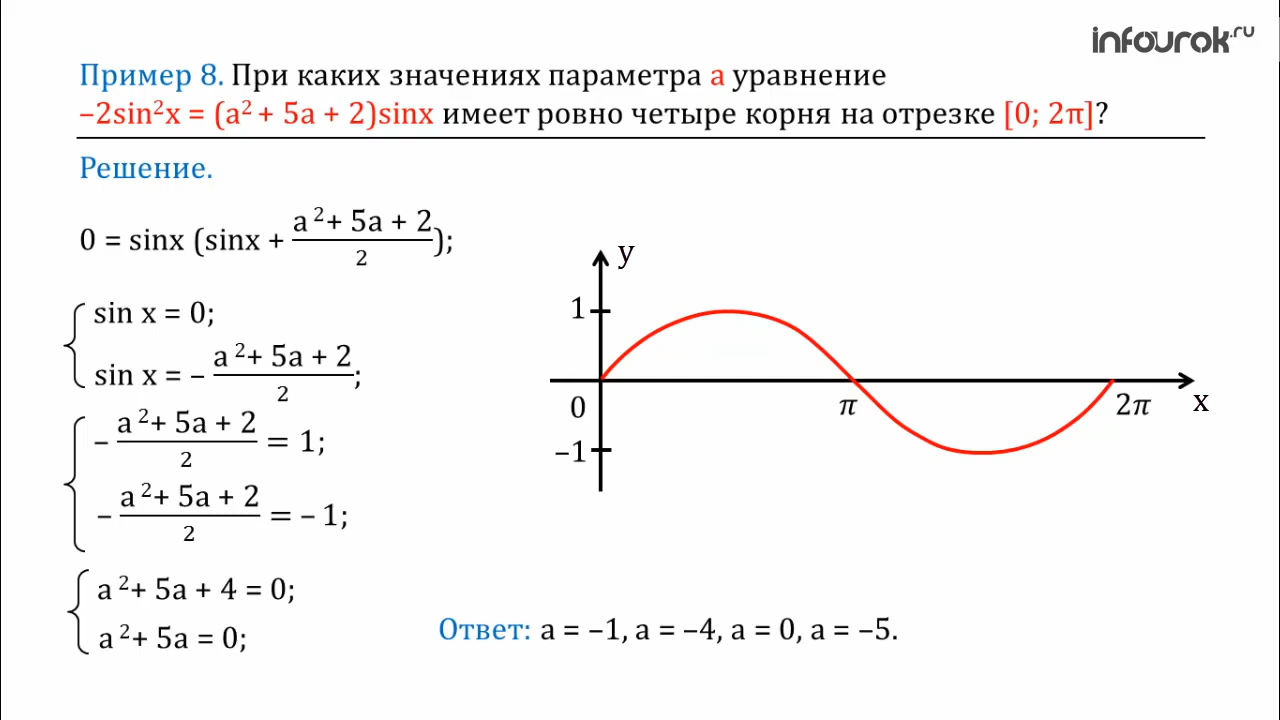 infourok.ru
Пример 8. При каких значениях параметра а уравнение
–2sin²x = (a² + 5a + 2)sinx имеет ровно четыре корня на отрезке [0; 2π]?
Решение.
0 = sinx (sinx + (a² + 5a + 2)/2);
sin x = 0;
sin x = – (a² + 5a + 2)/2;
– (a² + 5a + 2)/2 = 1;
– (a² + 5a + 2)/2 = – 1;
a² + 5a + 4 = 0;
a² + 5a = 0;
y
1
0
π
2π
x
–1
Ответ: a = –1, a = –4, a = 0, a = –5.